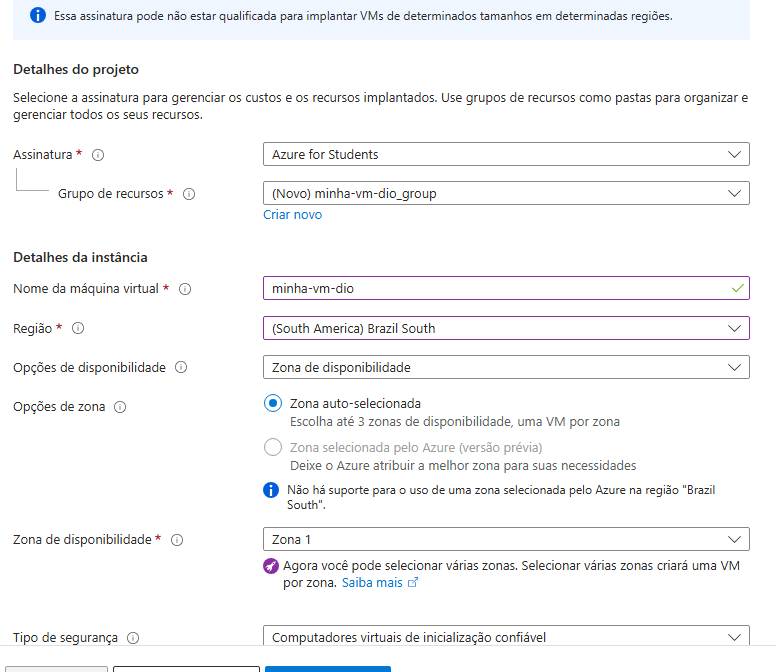 Essa assinatura pode não estar qualificada para implantar VMs de determinados tamanhos em determinadas regiões.
Detalhes do projeto
Selecione a assinatura para gerenciar os custos e os recursos implantados. Use grupos de recursos como pastas para organizar e
gerenciar todos os seus recursos.
Assinatura *
Azure for Students
Grupo de recursos *
(Novo) minha-vm-dio_group
Criar novo
Detalhes da instância
Nome da máquina virtual *
minha-vm-dio
Região *
(South America) Brazil South
Opções de disponibilidade
Zona de disponibilidade
Opções de zona
Zona auto-selecionada
Escolha até 3 zonas de disponibilidade, uma VM por zona
Zona selecionada pelo Azure (versão prévia)
Deixe o Azure atribuir a melhor zona para suas necessidades
Não há suporte para o uso de uma zona selecionada pelo Azure na região "Brazil
South".
Zona de disponibilidade *
Zona 1
Agora você pode selecionar várias zonas. Selecionar várias zonas criará uma VM
por zona. Saiba mais
Tipo de segurança
Computadores virtuais de inicialização confiável